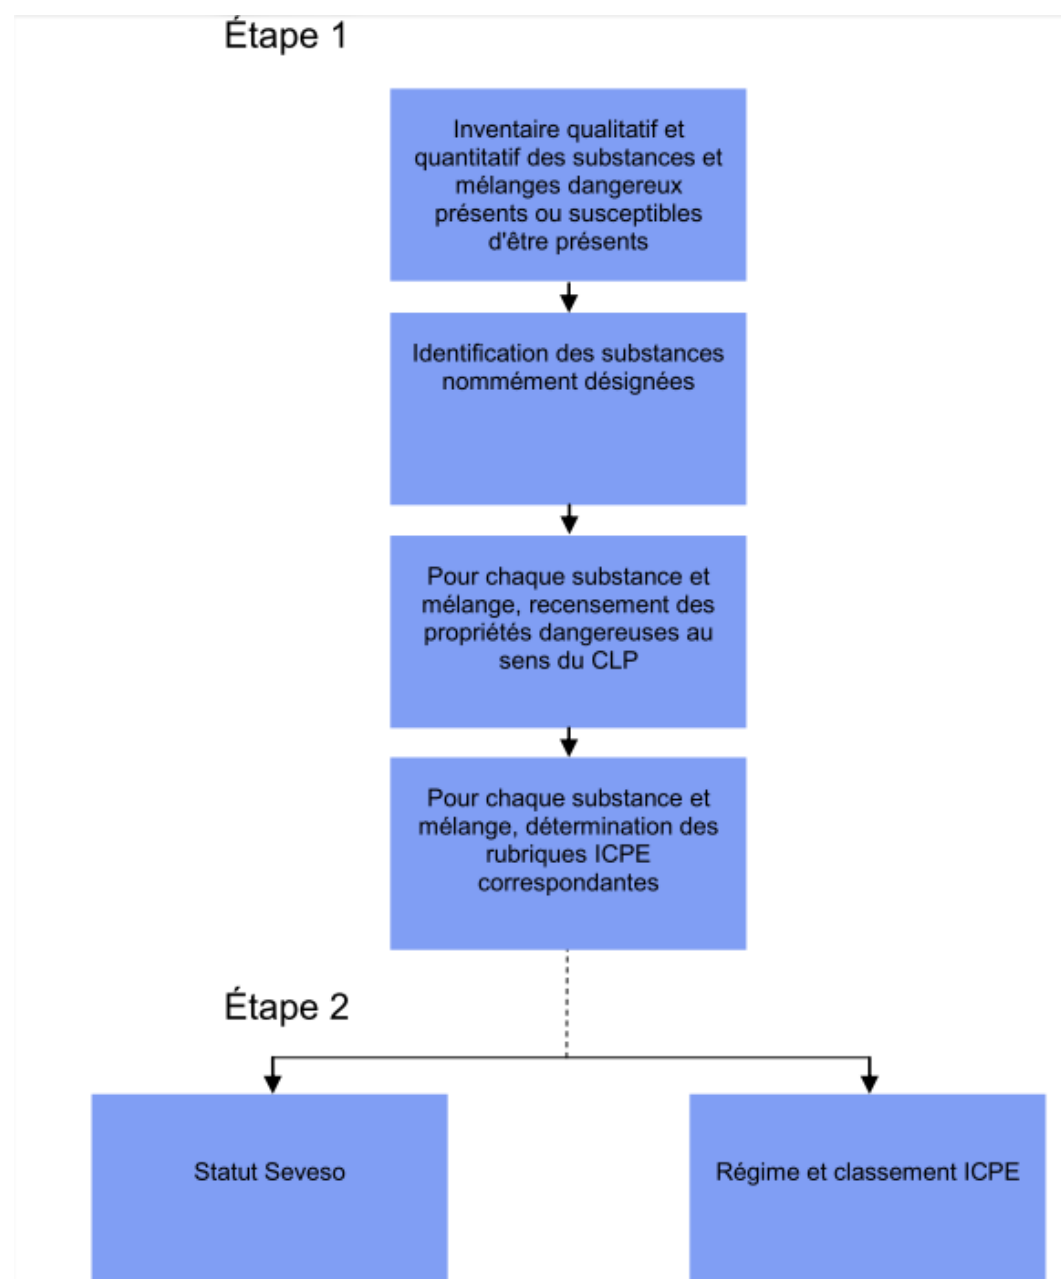 Étape 1
Inventaire qualitatif et
quantitatif des substances et
mélanges dangereux
présents ou susceptibles
d'être présents
Identification des substances
nommément désignées
Pour chaque substance et
mélange, recensement des
propriétés dangereuses au
sens du CLP
Pour chaque substance et
mélange, détermination des
rubriques ICPE
correspondantes
Étape 2
Statut Seveso
Régime et classement ICPE